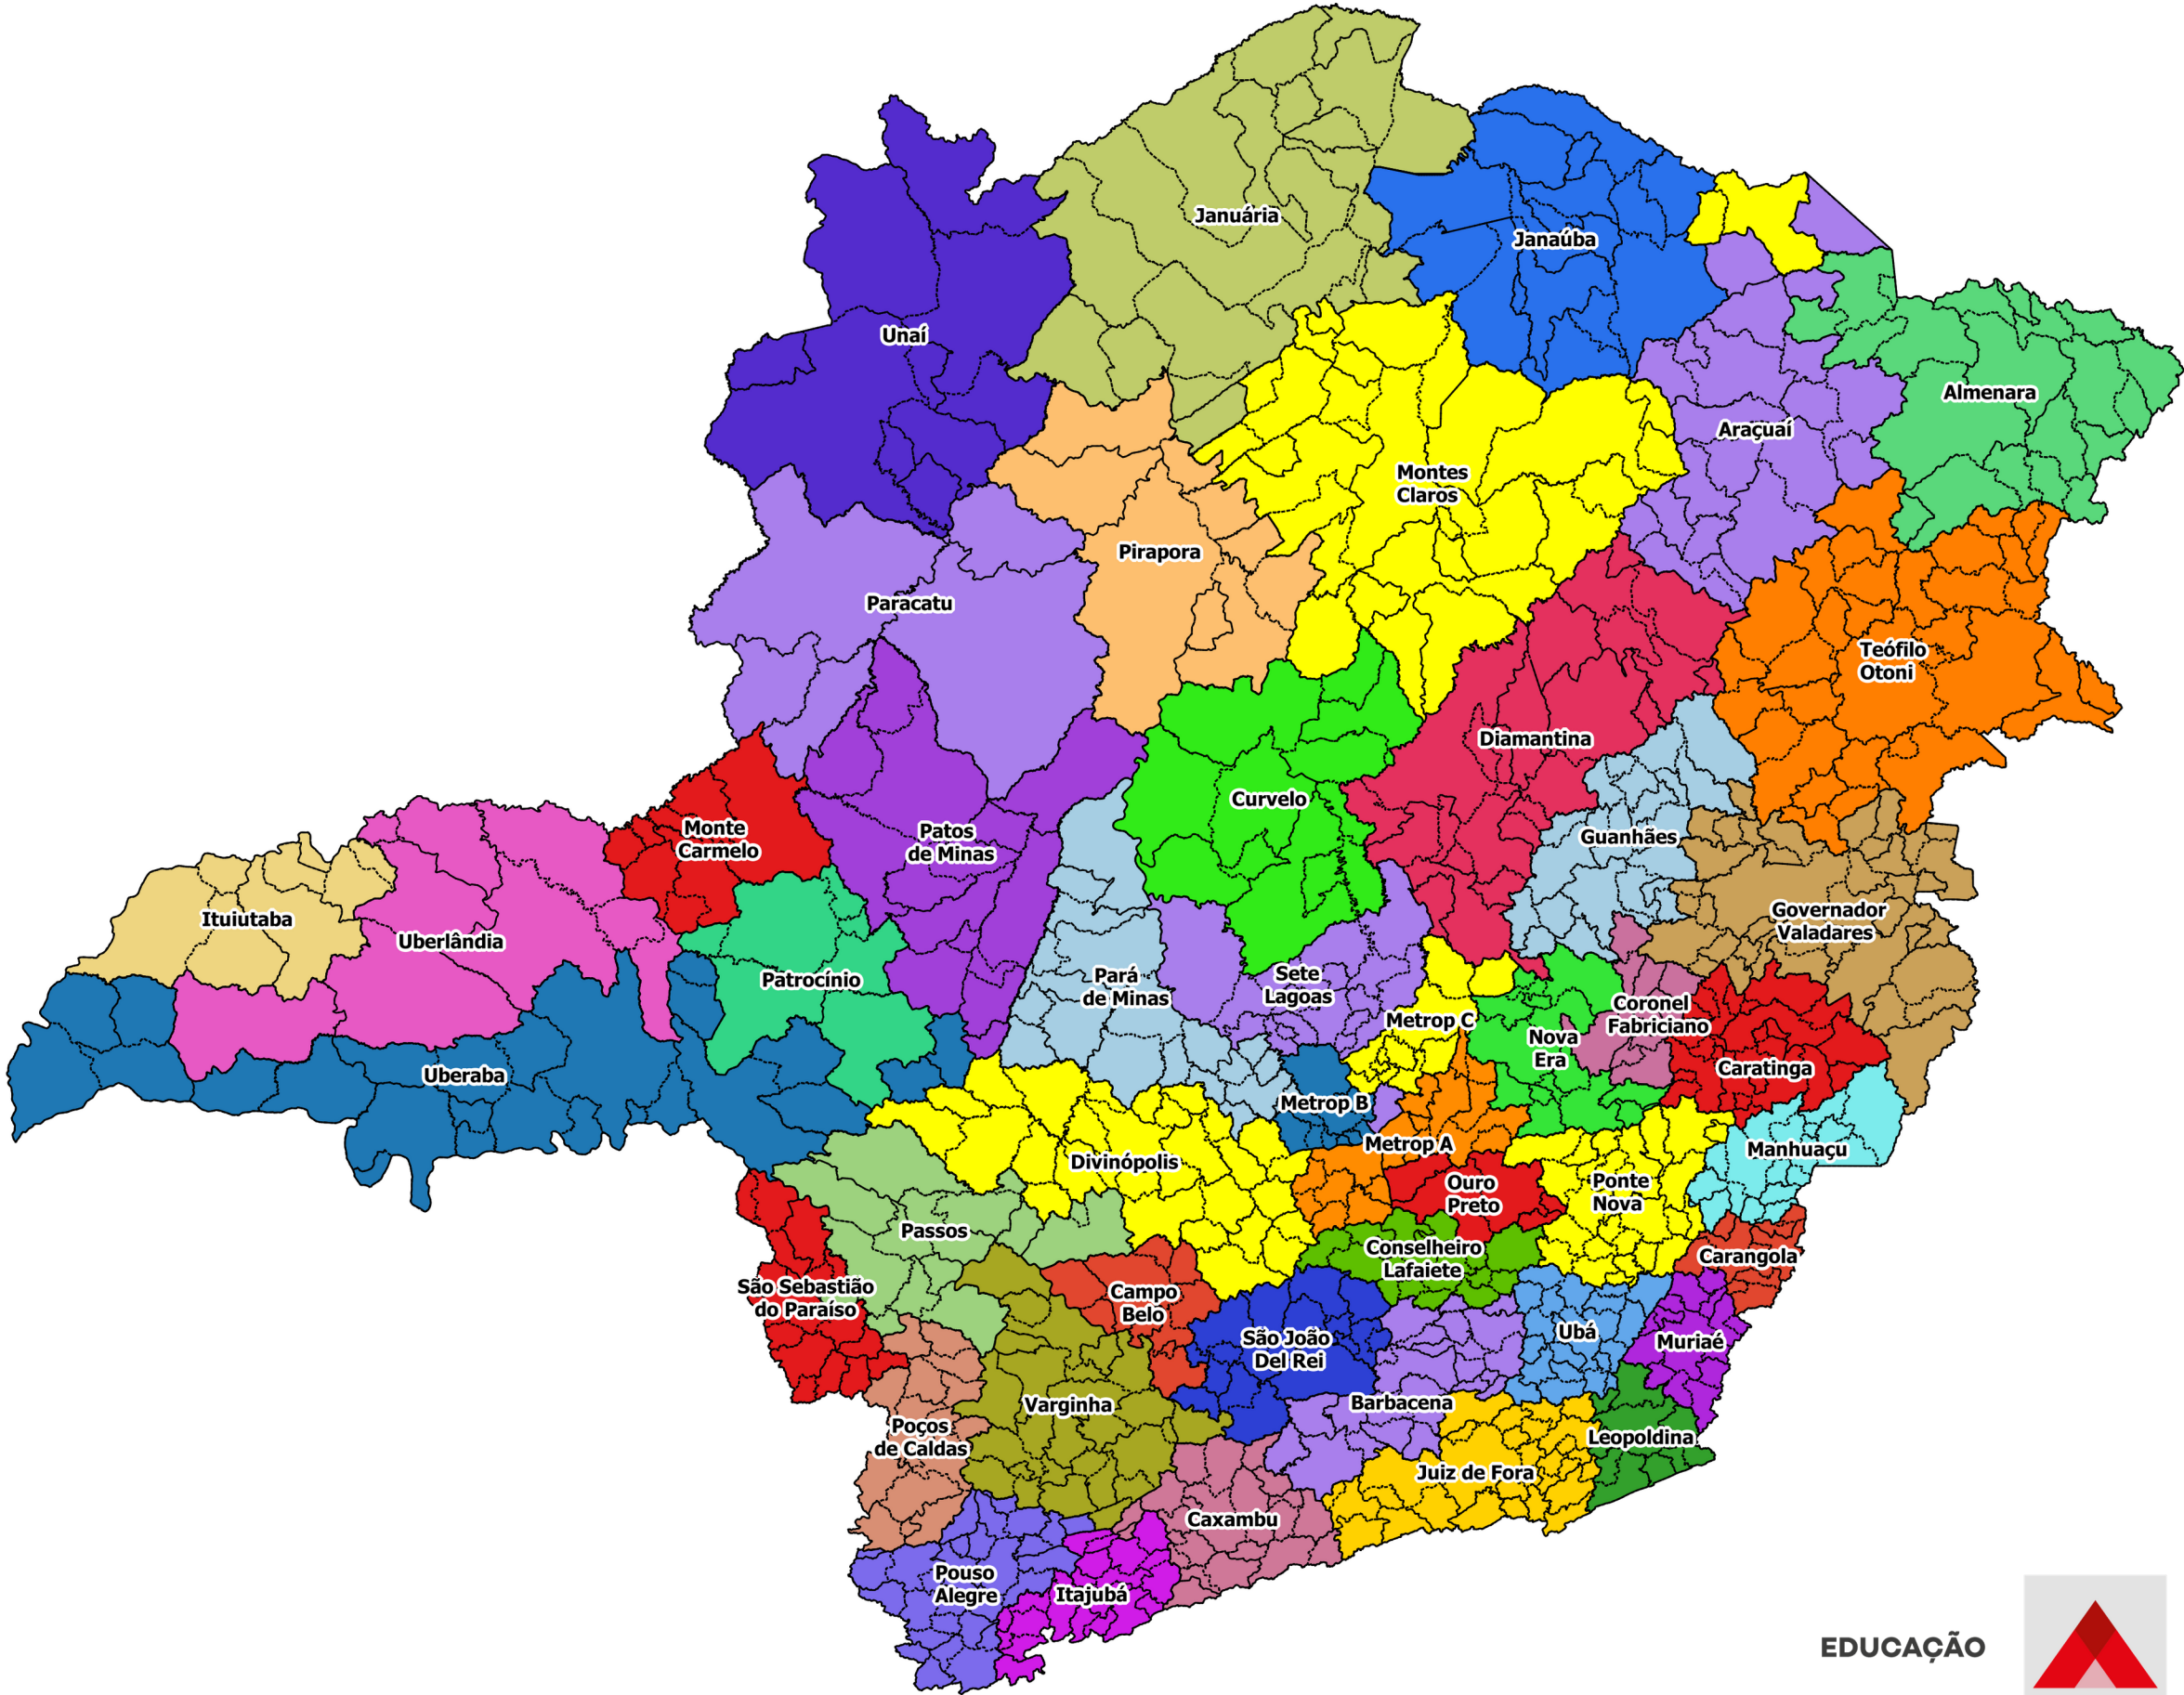 Januária
Janaúba
Unaí
Almenara
Araçuaí
Montes
Claros
Pirapora
Paracatu
Teófilo
Otoni
Diamantina
Curvelo
Monte
Carmelo
Patos
de Minas
Guanhães
Ituiutaba
Uberlândia
Governador
Valadares
Patrocínio
Pará
de Minas
Sete
Lagoas
Coronel
Fabriciano
Metrop C
Nova
Era
Uberaba
Caratinga
Metrop B
Metrop A
Manhuaçu
Divinópolis
Ouro
Preto
Ponte
Nova
Passos
Conselheiro
Lafaiete
Carangola
São Sebastião
do Paraíso
Campo
Belo
São João
Del Rei
Ubá
Muriaé
Varginha
Barbacena
Poços
de Caldas
Leopoldina
Juiz de Fora
Caxambu
Pouso
Alegre
Itajubá
EDUCAÇÃO